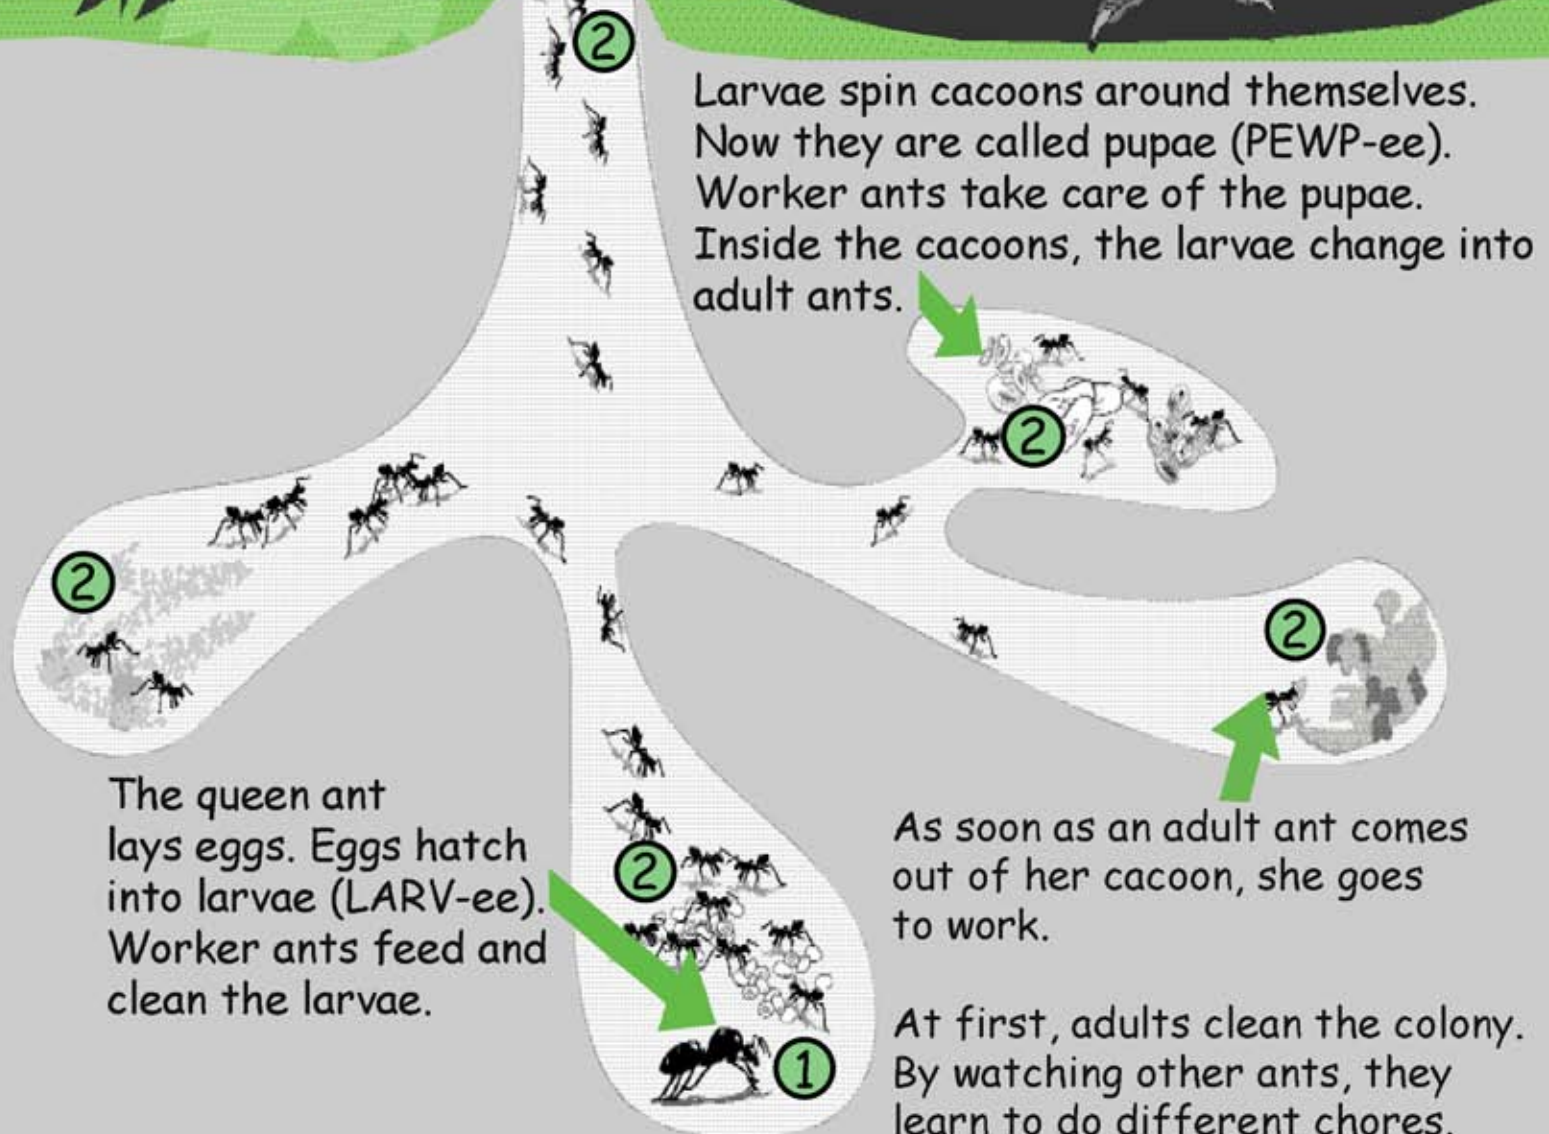 2
Larvae spin cacoons around themselves.
Now they are called pupae (PEWP-ee).
Worker ants take care of the pupae.
Inside the cacoons, the larvae change into
adult ants.
2
2
2
The queen ant
lays eggs. Eggs hatch
into larvae (LARV-ee).
Worker ants feed and
clean the larvae.
2
1
As soon as an adult ant comes
out of her cacoon, she goes
to work.
At first, adults clean the colony.
By watching other ants, they
learn to do different chores.